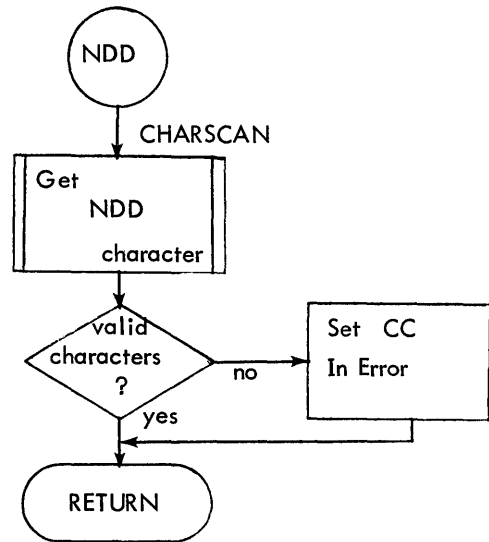 NDD
CHARSCAN
Get
NDD
character
valid
characters
?
no
yes
Set CC
In Error
RETURN